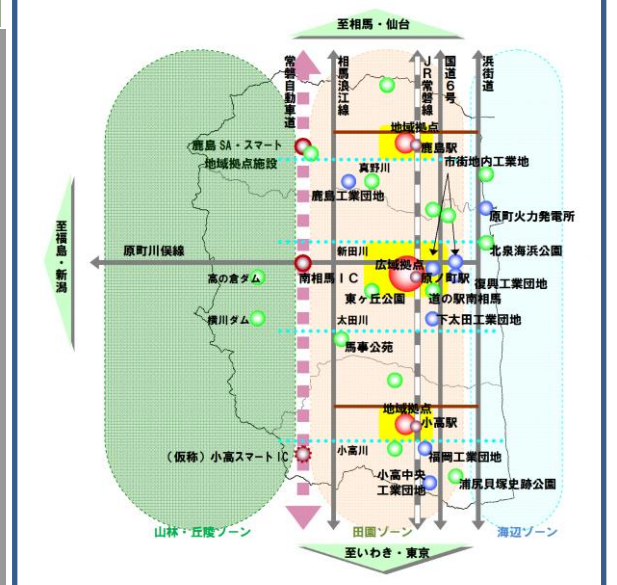 至相馬・仙台
常磐自動車道
相馬浪江線
JR常磐線
国道6号
浜街道
地域拠点
鹿島SA・スマート
鹿島駅
地域拠点施設
市街地内工業地
真野川
鹿島工業団地
原町火力発電所
至福島・新潟
原町川俣線
新田川
北泉海浜公園
広域拠点
高の倉ダム
南相馬IC
原ノ町駅
復興工業団地
東ヶ丘公園
道の駅南相馬
横川ダム
太田川
下太田工業団地
馬事公苑
地域拠点
小高駅
(仮称)小高スマートIC
小高川
福岡工業団地
小高中央
工業団地
浦尻貝塚史跡公園
山林・丘陵ゾーン
田園ゾーン
海辺ゾーン
至いわき・東京